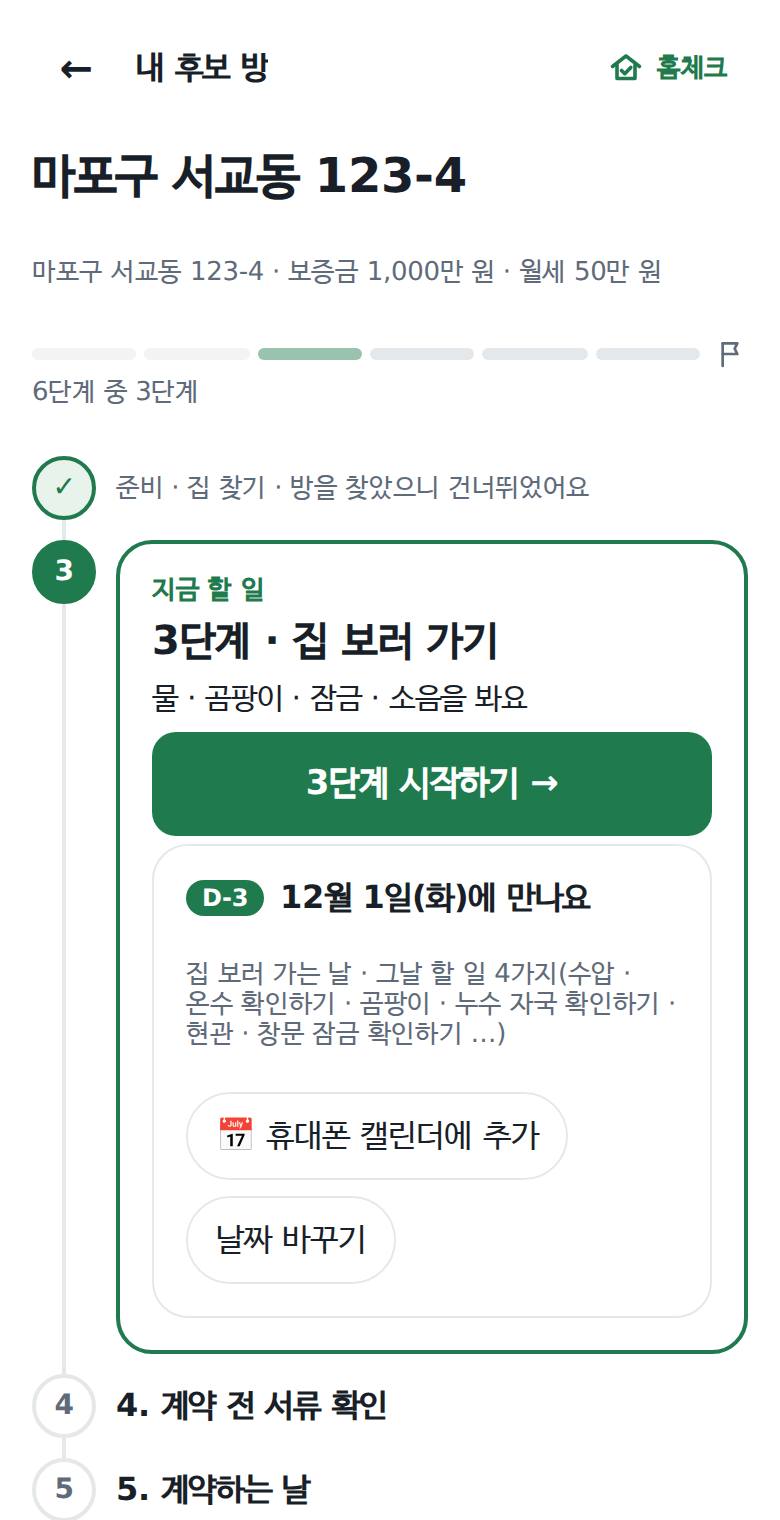 ← 내 후보 방 홈체크
마포구 서교동 123-4
마포구 서교동 123-4 · 보증금 1,000만 원 · 월세 50만 원
6단계 중 3단계
✓ 준비 · 집 찾기 · 방을 찾았으니 건너뛰었어요
3
지금 할 일
3단계 · 집 보러 가기
물 · 곰팡이 · 잠금 · 소음을 봐요
3단계 시작하기 →
D-3 12월 1일(화)에 만나요
집 보러 가는 날 · 그날 할 일 4가지(수압 ·
온수 확인하기 · 곰팡이 · 누수 자국 확인하기 ·
현관 · 창문 잠금 확인하기 …)
📅 휴대폰 캘린더에 추가
날짜 바꾸기
4 4. 계약 전 서류 확인
5 5. 계약하는 날